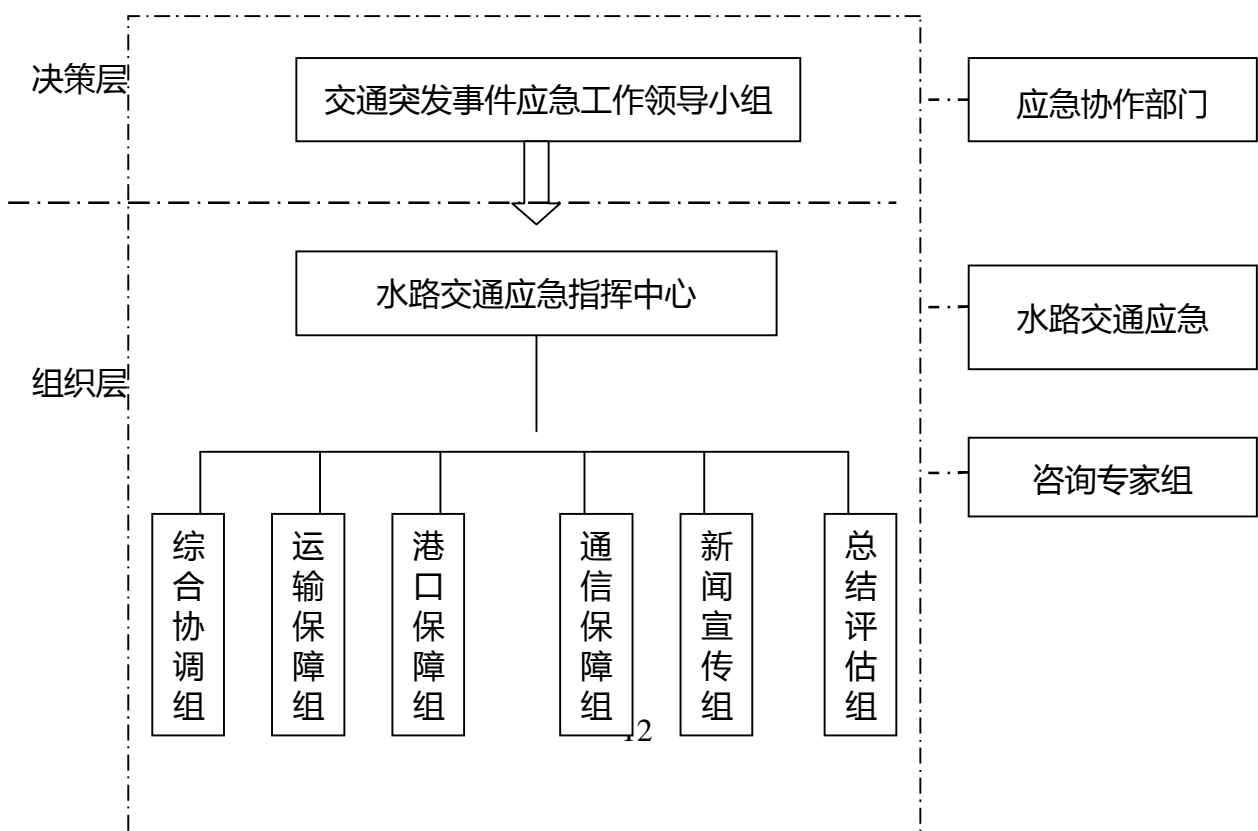 决策层
交通突发事件应急工作领导小组
应急协作部门
水路交通应急指挥中心
水路交通应急
组织层
咨询专家组
综合协调组
运输保障组
港口保障组
通信保障组
新闻宣传组
总结评估组
12